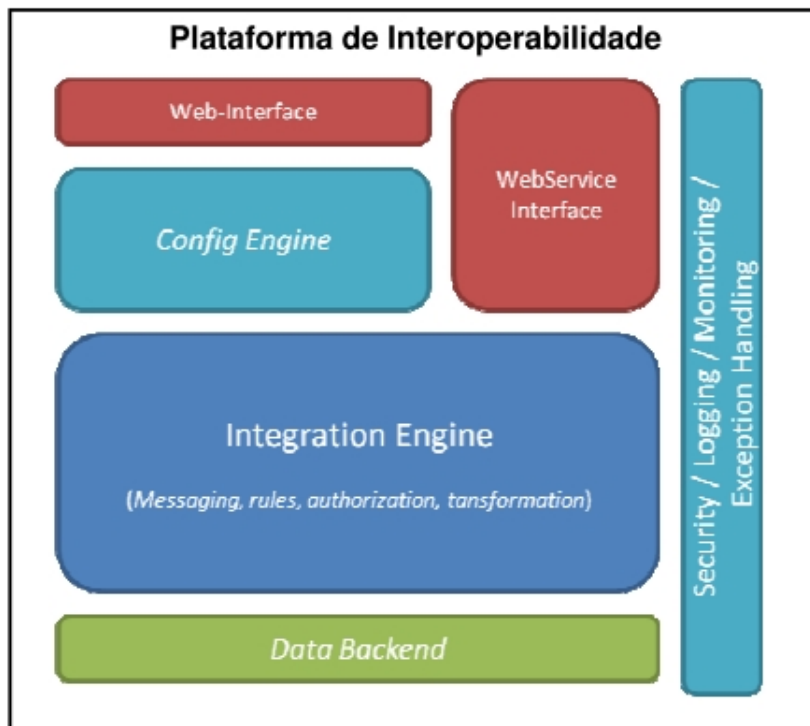 Plataforma de Interoperabilidade
Web-Interface
WebService
Interface
Config Engine
Integration Engine
(Messaging, rules, authorization, tansformation)
Data Backend
Security / Logging / Monitoring /
Exception Handling